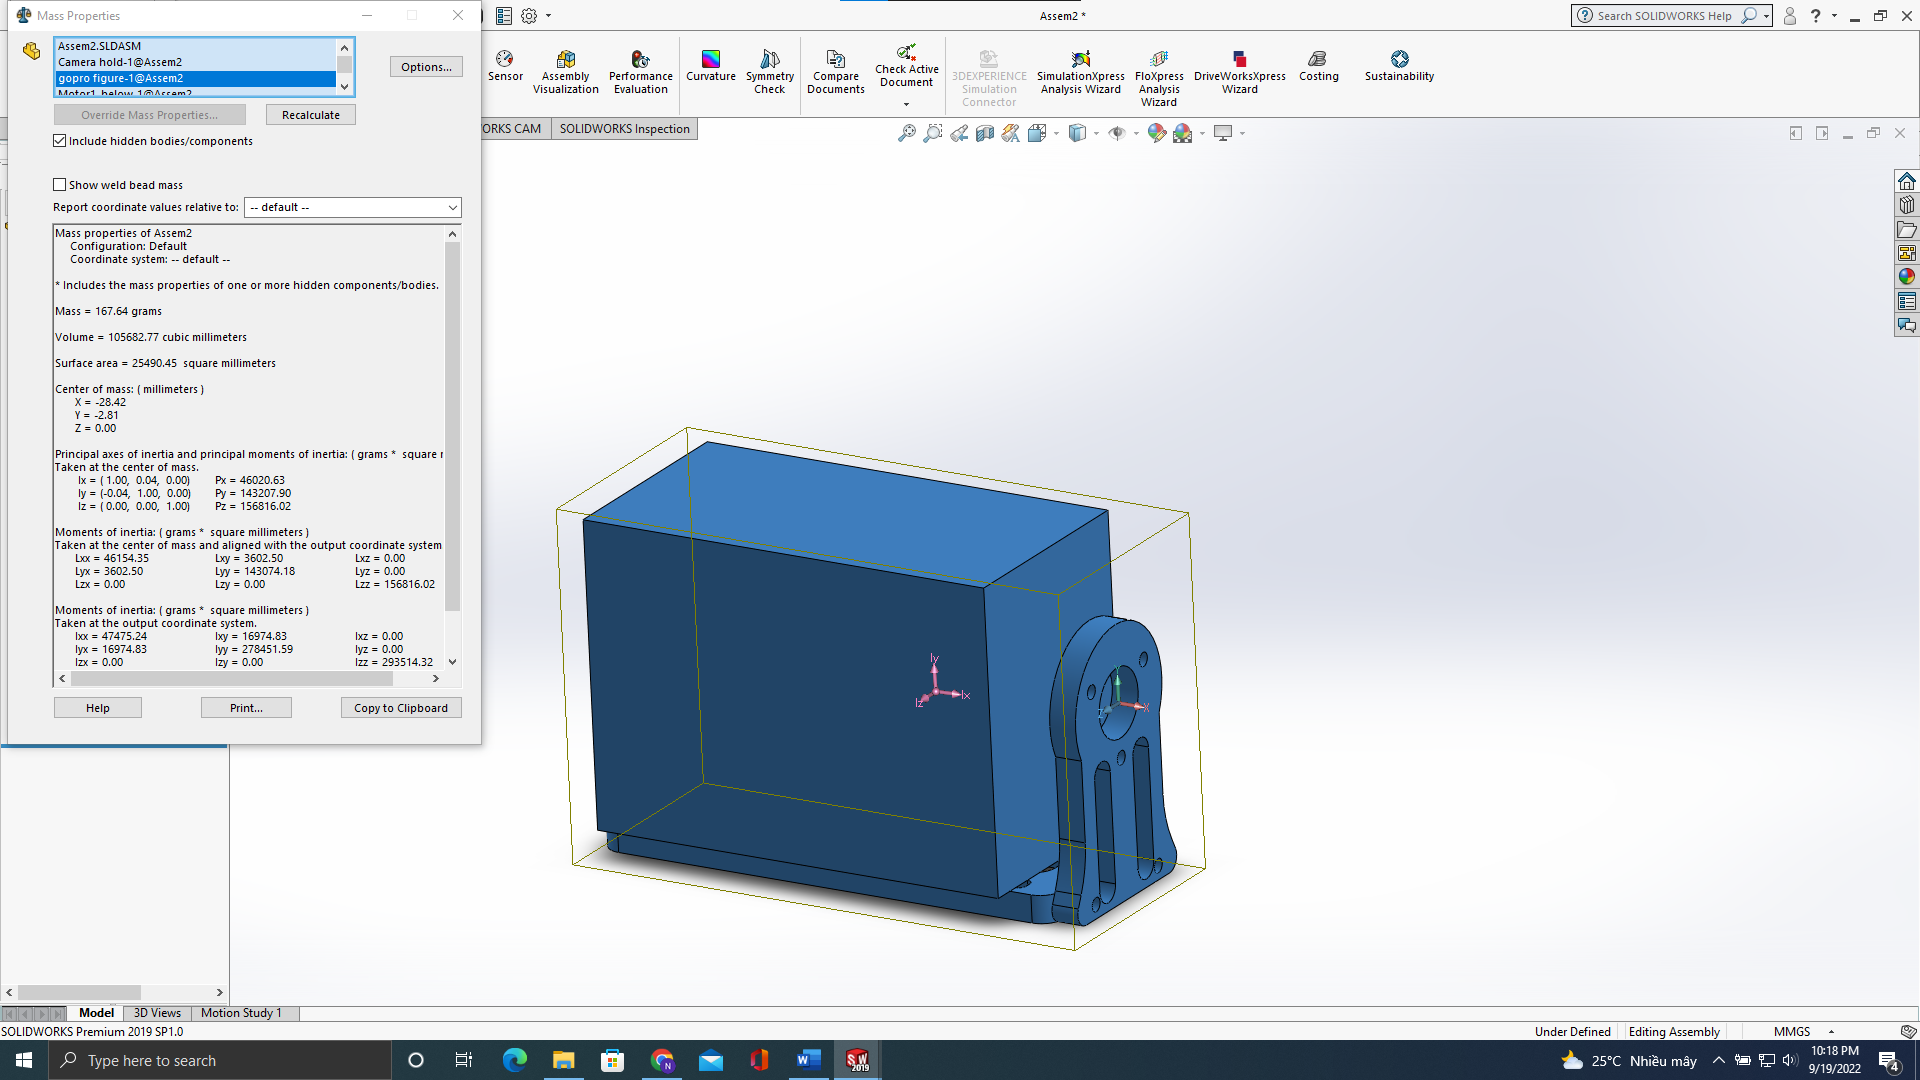 Mass Properties
Assem2 *
Search SOLIDWORKS Help
Assem2.SLDASM
Camera hold-1@Assem2
gopro figure-1@Assem2
Motor1_below-1@Assem2
Options...
Override Mass Properties...
Recalculate
Include hidden bodies/components
Show weld bead mass
Report coordinate values relative to:
-- default --
Sensor
Assembly Visualization
Performance Evaluation
Curvature
Symmetry Check
Compare Documents
Check Active Document
3DEXPERIENCE Simulation Connector
SimulationXpress Analysis Wizard
FloXpress Analysis Wizard
DriveWorksXpress Wizard
Costing
Sustainability
ORKS CAM
SOLIDWORKS Inspection
Mass properties of Assem2
Configuration: Default
Coordinate system: -- default --
* Includes the mass properties of one or more hidden components/bodies.
Mass = 167.64 grams
Volume = 105682.77 cubic millimeters
Surface area = 25490.45 square millimeters
Center of mass: ( millimeters )
X = -28.42
Y = -2.81
Z = 0.00
Principal axes of inertia and principal moments of inertia: ( grams * square r
Taken at the center of mass.
Ix = ( 1.00, 0.04, 0.00) Px = 46020.63
Iy = (-0.04, 1.00, 0.00) Py = 143207.90
Iz = ( 0.00, 0.00, 1.00) Pz = 156816.02
Moments of inertia: ( grams * square millimeters )
Taken at the center of mass and aligned with the output coordinate system
Lxx = 46154.35 Lxy = 3602.50 Lxz = 0.00
Lyx = 3602.50 Lyy = 143074.18 Lyz = 0.00
Lzx = 0.00 Lzy = 0.00 Lzz = 156816.02
Moments of inertia: ( grams * square millimeters )
Taken at the output coordinate system.
Ixx = 47475.24 Ixy = 16974.83 Ixz = 0.00
Iyx = 16974.83 Iyy = 278451.59 Iyz = 0.00
Izx = 0.00 Izy = 0.00 Izz = 293514.32
Help
Print...
Copy to Clipboard
Iy
Ix
Iz
Y
X
Z
Model
3D Views
Motion Study 1
SOLIDWORKS Premium 2019 SP1.0
Under Defined
Editing Assembly
MMGS
Type here to search
25°C Nhiều mây
10:18 PM
9/19/2022
4